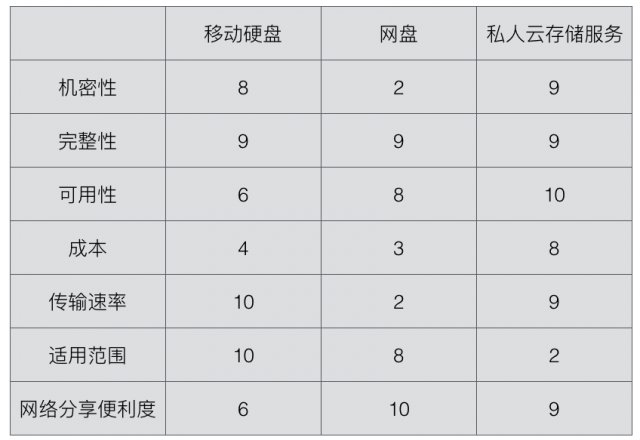 移动硬盘 网盘 私人云存储服务
机密性 8 2 9
完整性 9 9 9
可用性 6 8 10
成本 4 3 8
传输速率 10 2 9
适用范围 10 8 2
网络分享便利度 6 10 9